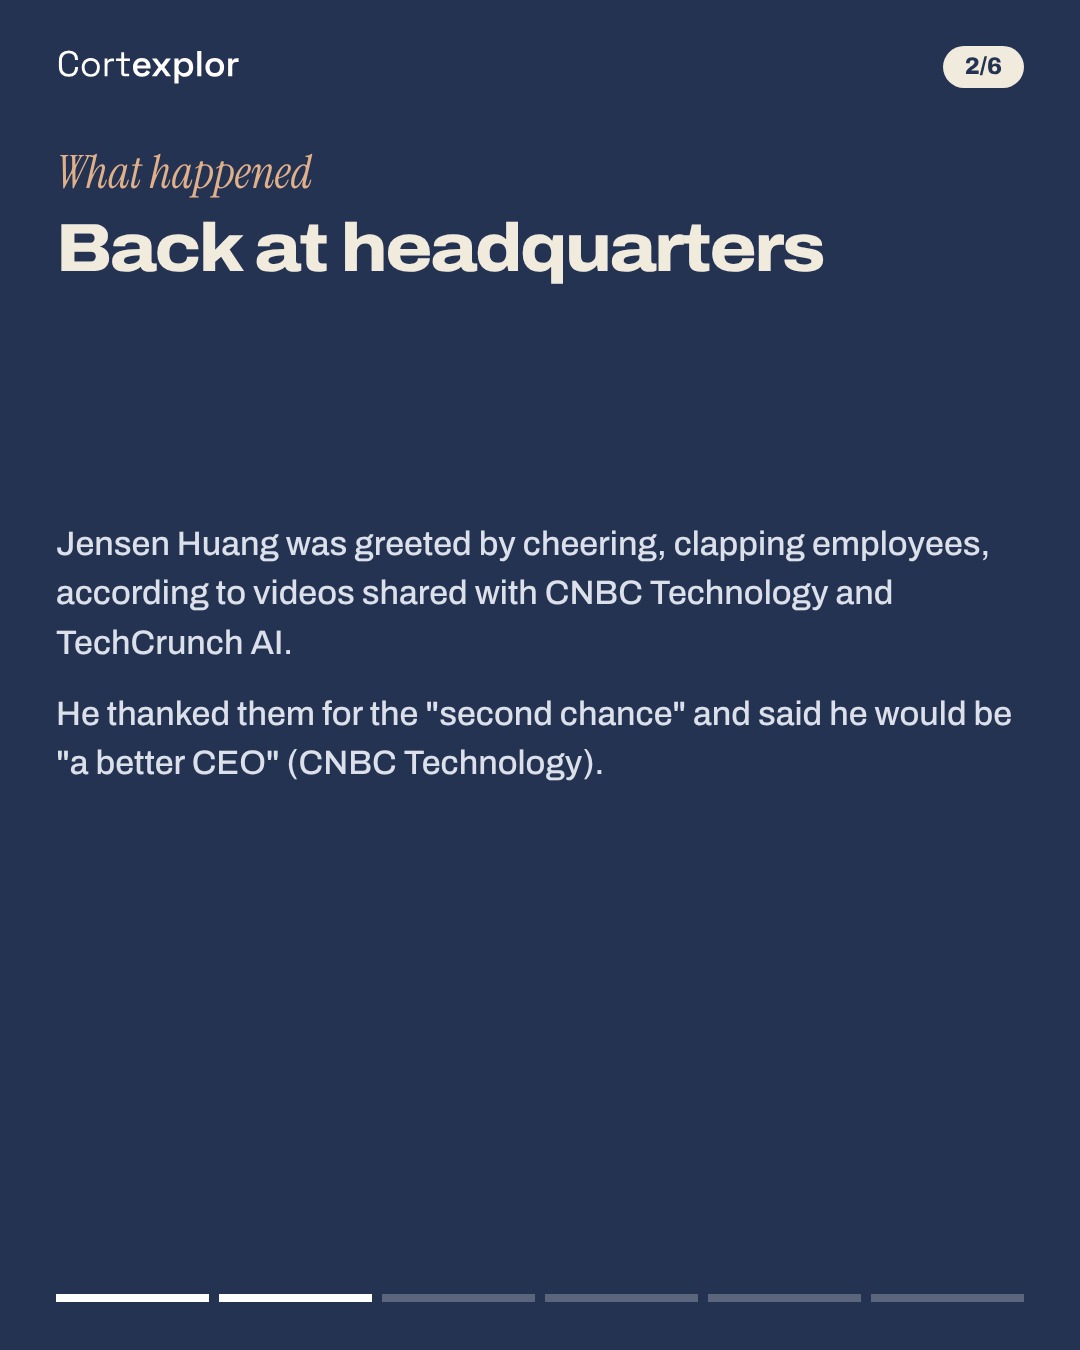 Cortexplor
2/6
What happened
Back at headquarters
Jensen Huang was greeted by cheering, clapping employees,
according to videos shared with CNBC Technology and
TechCrunch AI.
He thanked them for the "second chance" and said he would be
"a better CEO" (CNBC Technology).